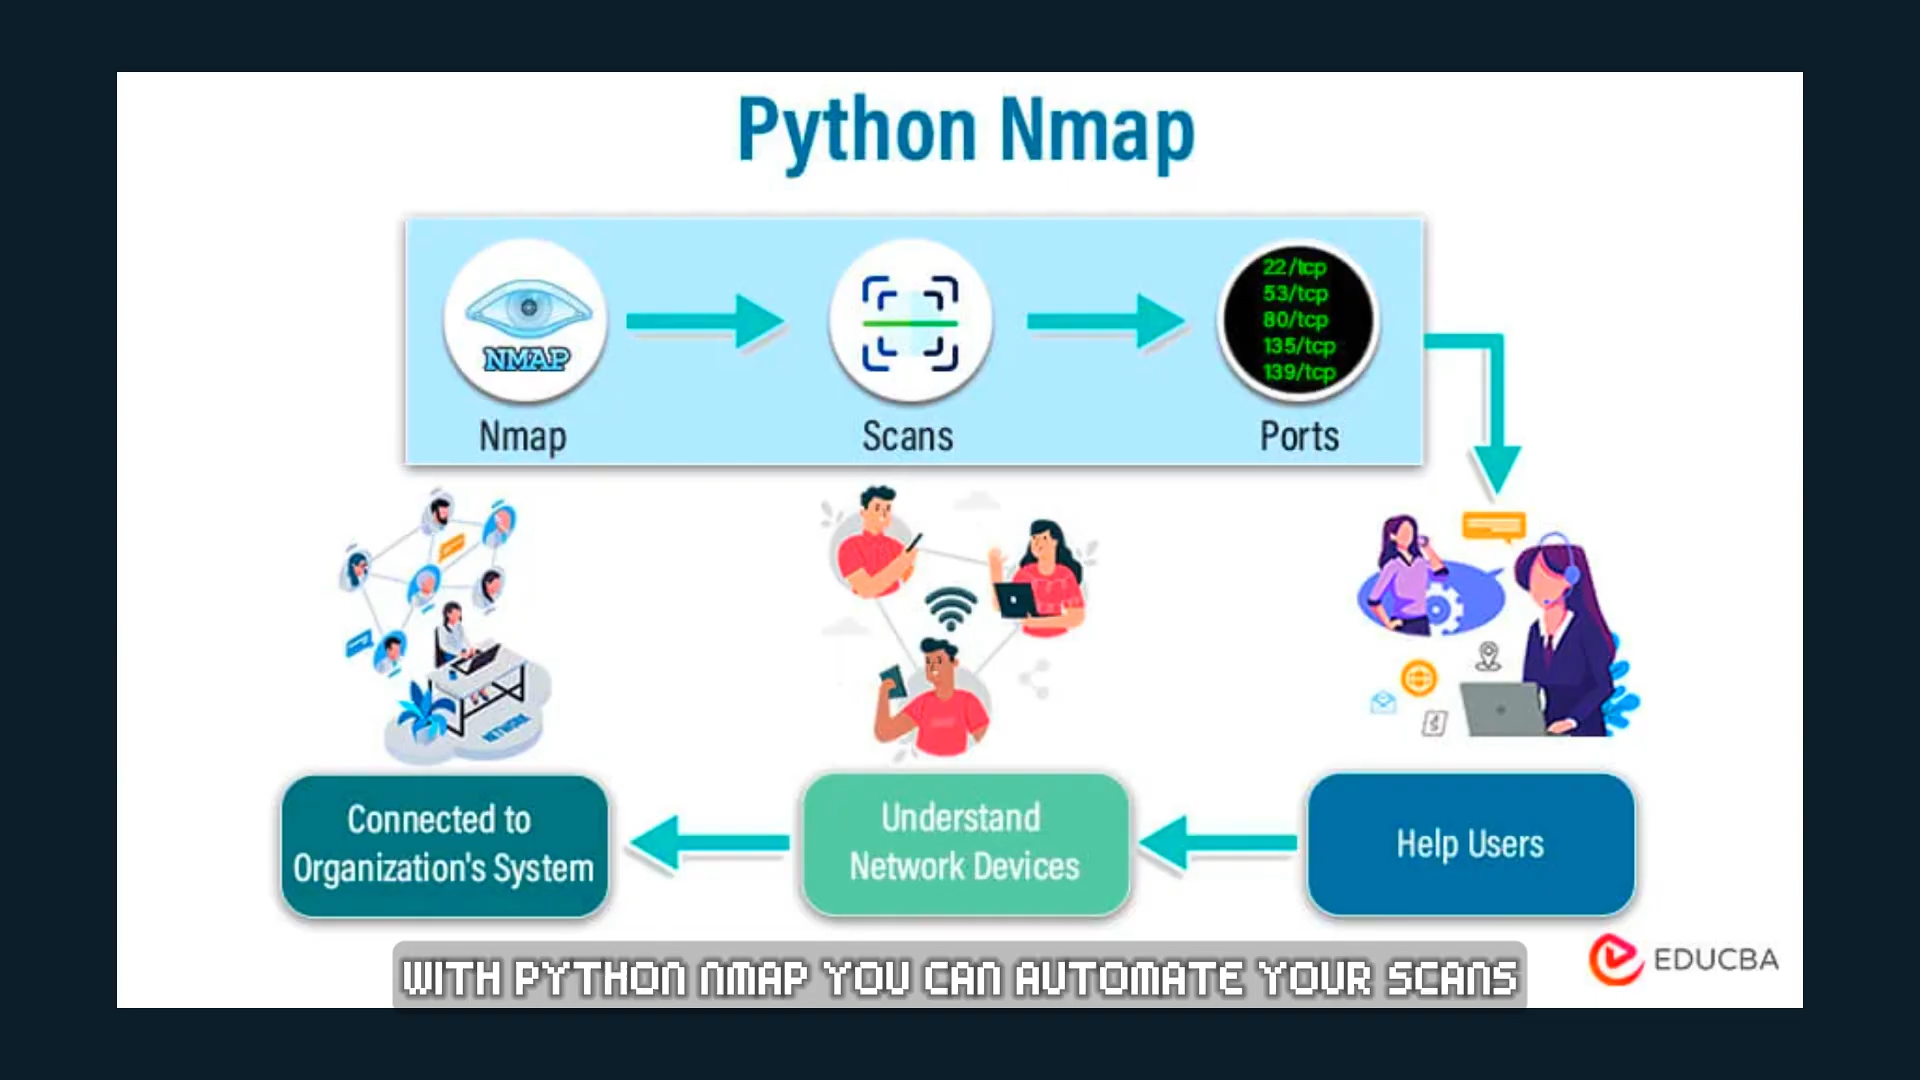 Python Nmap
NMAP
22/tcp
53/tcp
80/tcp
135/tcp
139/tcp
Nmap
Scans
Ports
NETWORK
Connected to
Organization's System
Understand
Network Devices
Help Users
EDUCBA
WITH PYTHON NMAP YOU CAN AUTOMATE YOUR SCANS